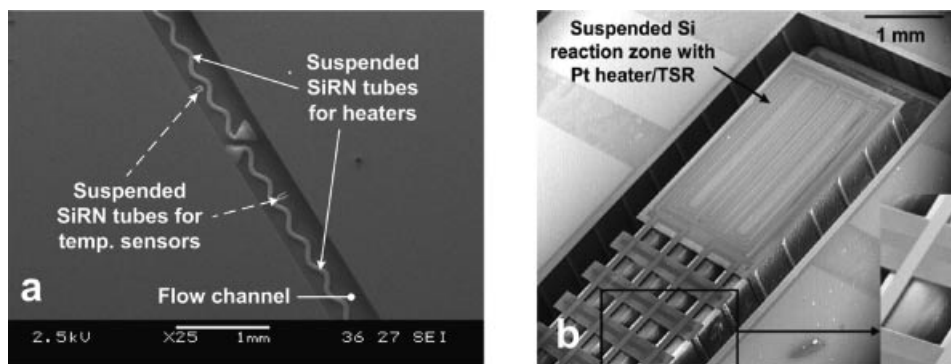 Suspended
SiRN tubes
for heaters
Suspended
SiRN tubes for
temp. sensors
Flow channel
a
2.5kV X25 1mm 36 27 SEI
Suspended Si
reaction zone with
Pt heater/TSR
1 mm
b